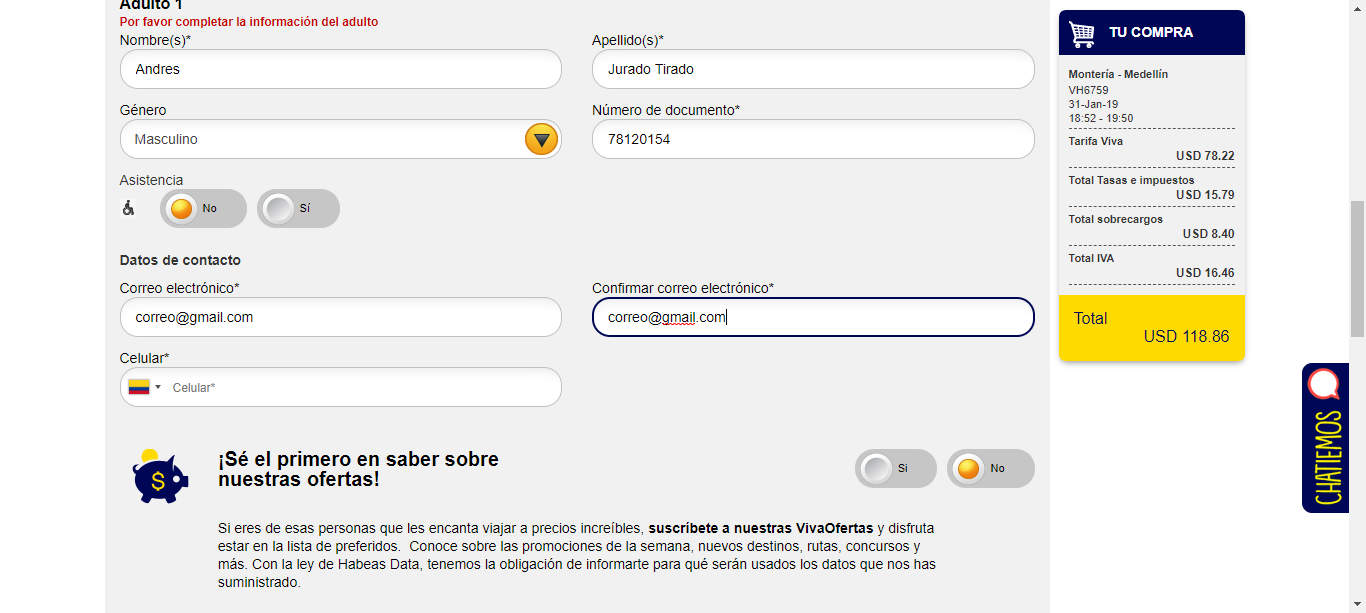 Adulto 1
Por favor completar la información del adulto
Nombre(s)*
Apellido(s)*
Andres
Jurado Tirado
Género
Número de documento*
Masculino
78120154
Asistencia
No
Sí
Datos de contacto
Correo electrónico*
Confirmar correo electrónico*
correo@gmail.com
correo@gmail.com
Celular*
Celular*
$
¡Sé el primero en saber sobre
nuestras ofertas!
Si
No
Si eres de esas personas que les encanta viajar a precios increíbles, suscríbete a nuestras VivaOfertas y disfruta
estar en la lista de preferidos. Conoce sobre las promociones de la semana, nuevos destinos, rutas, concursos y
más. Con la ley de Habeas Data, tenemos la obligación de informarte para qué serán usados los datos que nos has
suministrado.
TU COMPRA
Montería - Medellín
VH6759
31-Jan-19
18:52 - 19:50
Tarifa Viva
USD 78.22
Total Tasas e impuestos
USD 15.79
Total sobrecargos
USD 8.40
Total IVA
USD 16.46
Total
USD 118.86
CHATIEMOS